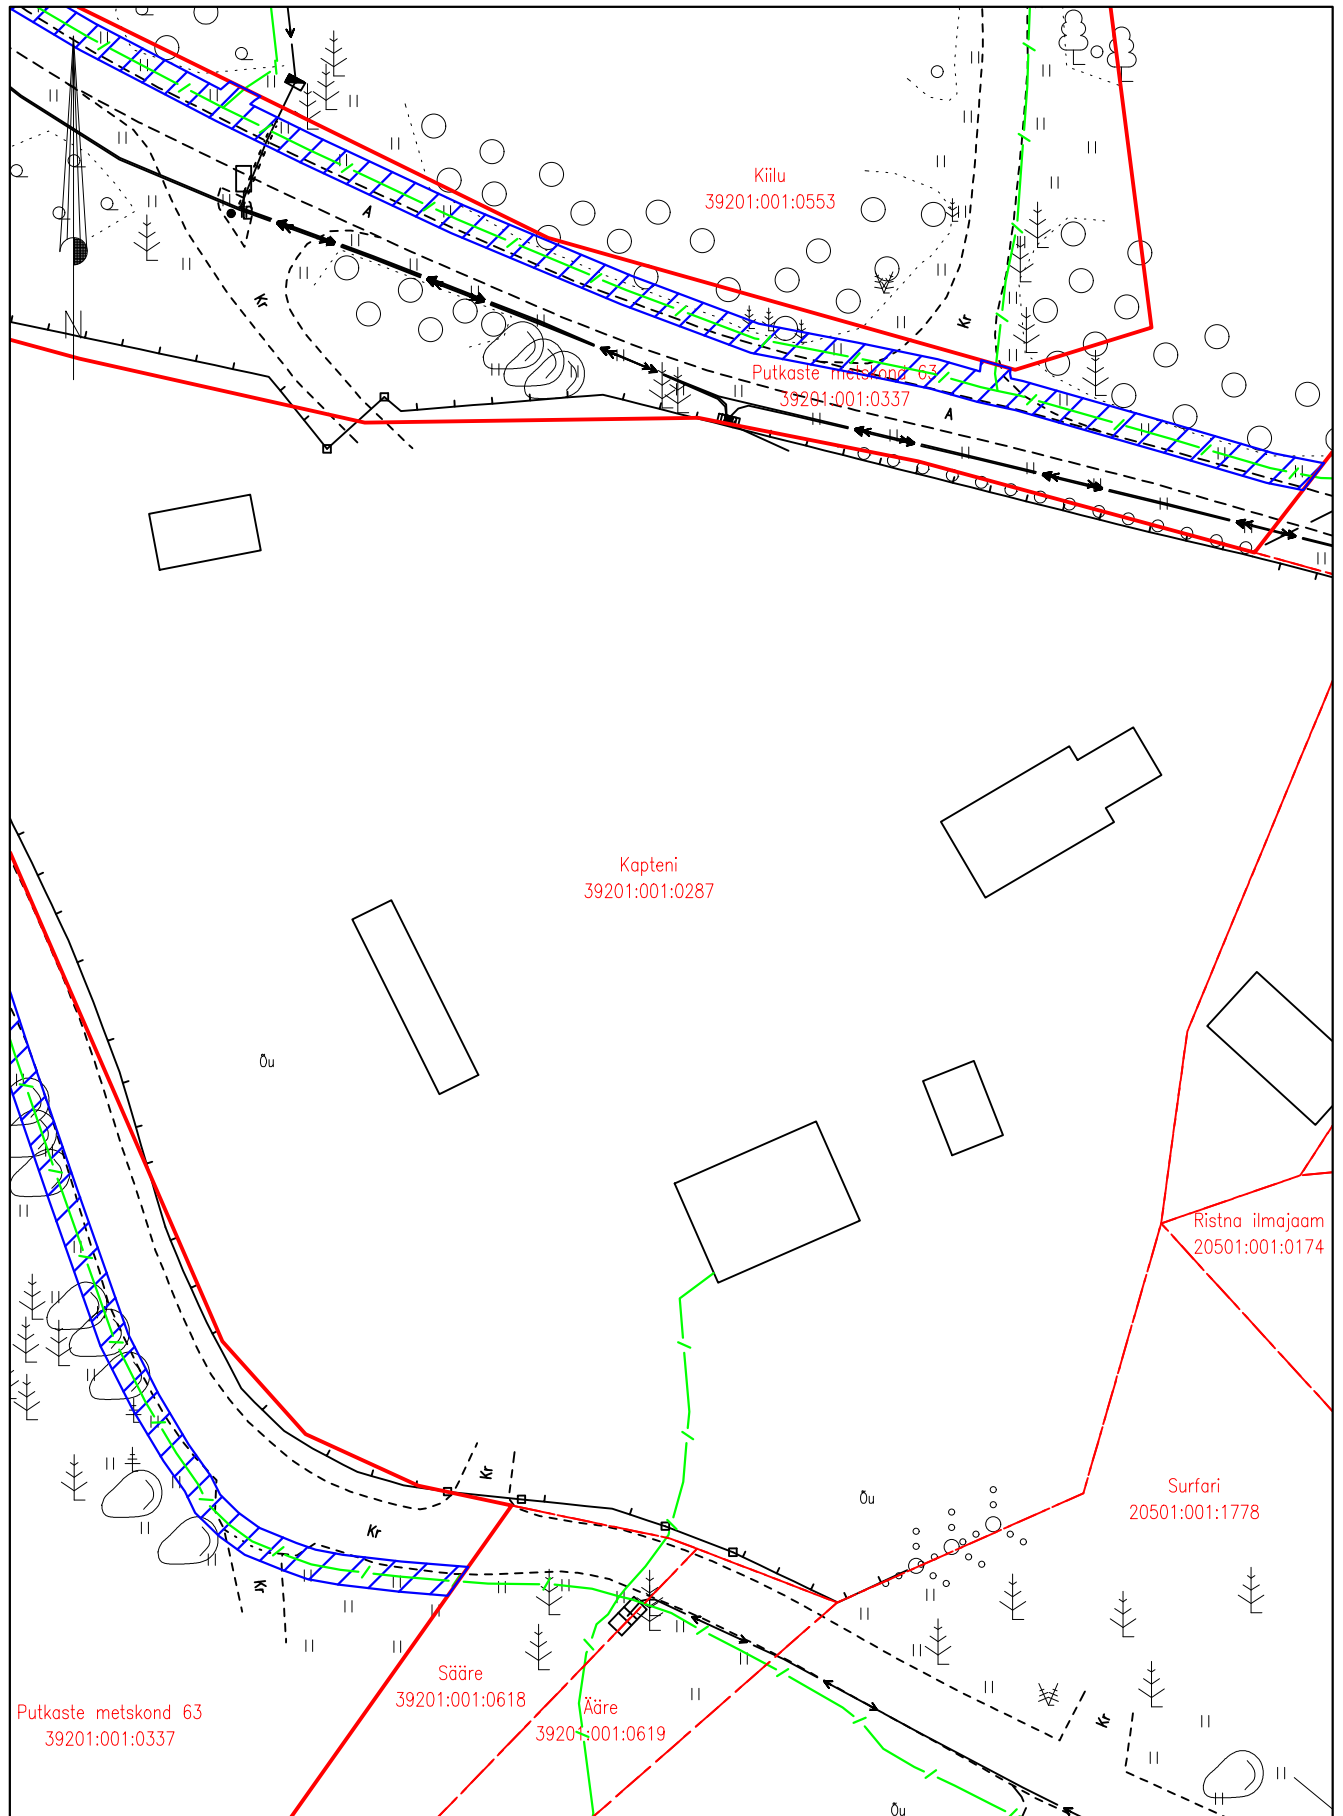 Kiilu
39201:001:0553
A
Kr
Kr
N
Putkaste metskond 63
39201:001:0337
A
Kapteni
39201:001:0287
Õu
Ristna ilmajaam
20501:001:0174
Kr
Õu
Surfari
20501:001:1778
Kr
Kr
Sääre
39201:001:0618
Ääre
39201:001:0619
Putkaste metskond 63
39201:001:0337
Kr
Õu